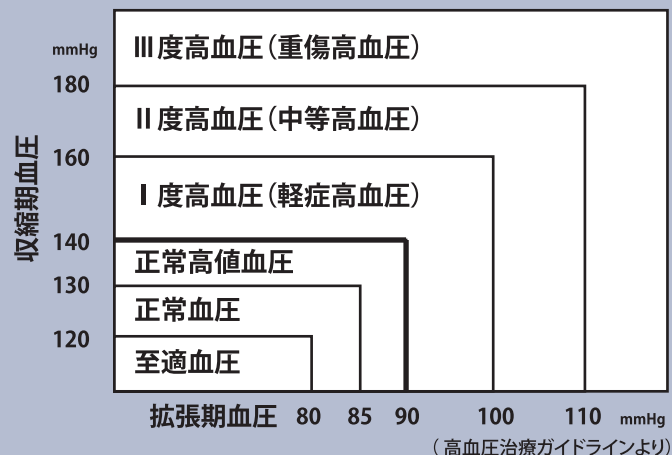 mmHg
III度高血圧(重傷高血圧)
180
II度高血圧(中等高血圧)
160
I度高血圧(軽症高血圧)
収縮期血圧
140
正常高値血圧
130
正常血圧
120
至適血圧
拡張期血圧 80 85 90 100 110 mmHg
(高血圧治療ガイドラインより)